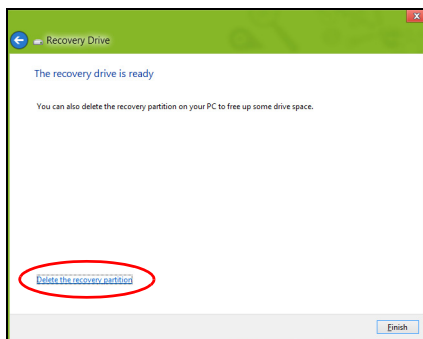 x
Recovery Drive
The recovery drive is ready
You can also delete the recovery partition on your PC to free up some drive space.
Delete the recovery partition
Finish